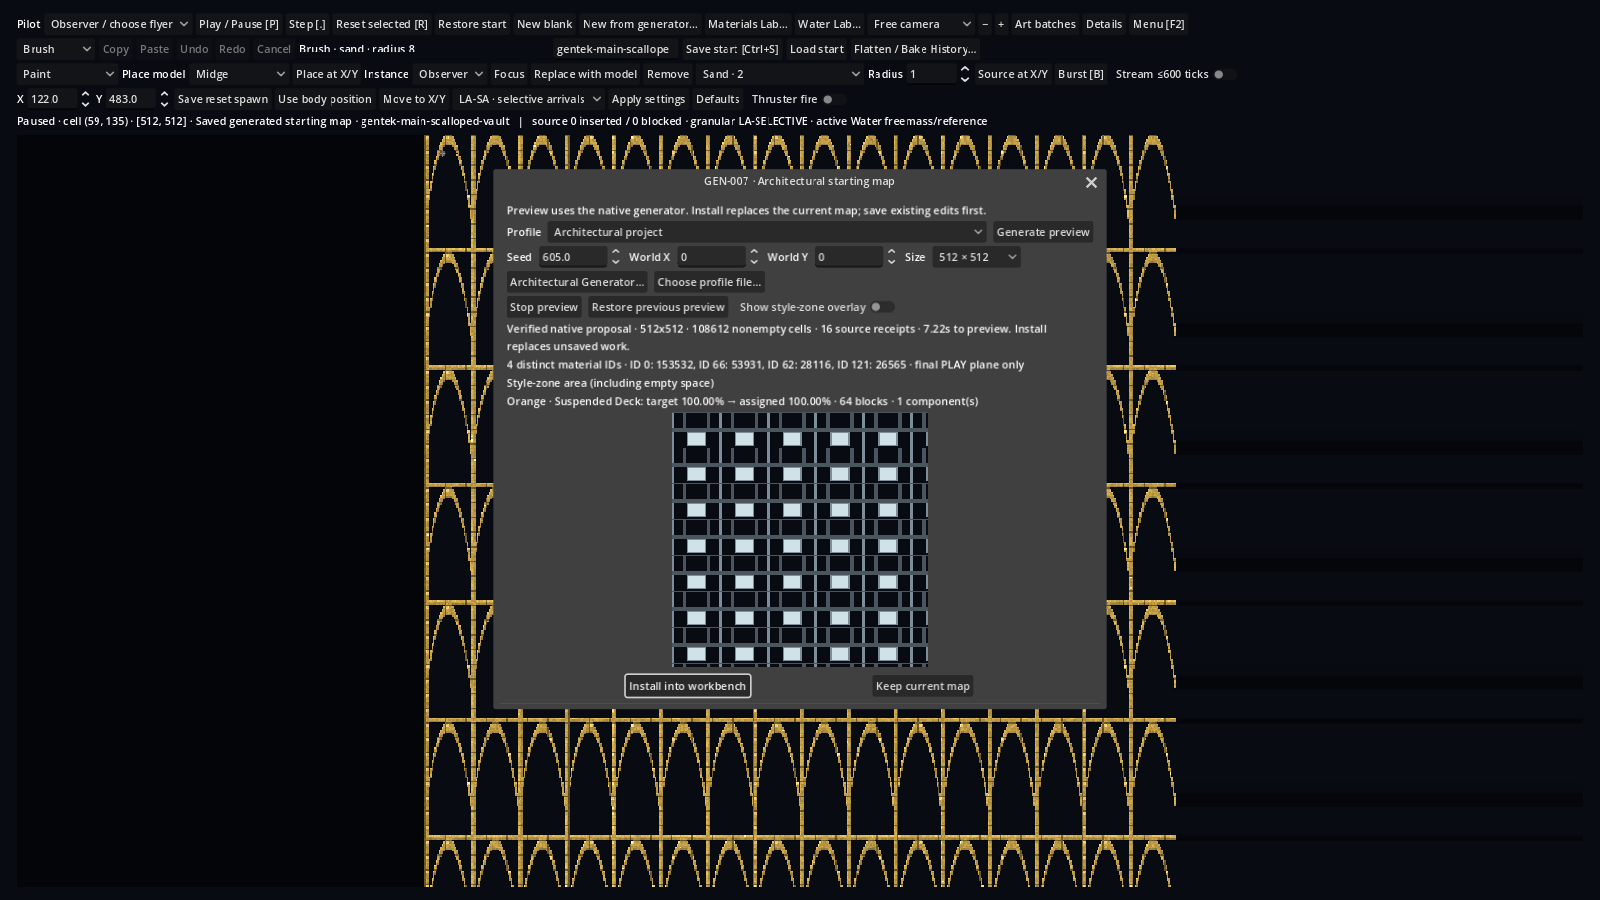 Pilot Observer / choose flyer Play / Pause [P] Step [.] Reset selected [R] Restore start New blank New from generator... Materials Lab... Water Lab... Free camera − + Art batches Details Menu [F2]
Brush Copy Paste Undo Redo Cancel Brush · sand · radius 8 gentek-main-scallope Save start [Ctrl+S] Load start Flatten / Bake History...
Paint Place model Midge Place at X/Y Instance Observer Focus Replace with model Remove Sand · 2 Radius 1 Source at X/Y Burst [B] Stream ≤600 ticks
X 122.0 Y 483.0 Save reset spawn Use body position Move to X/Y LA-SA · selective arrivals Apply settings Defaults Thruster fire
Paused · cell (59, 135) · [512, 512] · Saved generated starting map · gentek-main-scalloped-vault | source 0 inserted / 0 blocked · granular LA-SELECTIVE · active Water freemass/reference
GEN-007 · Architectural starting map
Preview uses the native generator. Install replaces the current map; save existing edits first.
Profile Architectural project Generate preview
Seed 605.0 World X 0 World Y 0 Size 512 × 512
Architectural Generator... Choose profile file...
Stop preview Restore previous preview Show style-zone overlay
Verified native proposal · 512x512 · 108612 nonempty cells · 16 source receipts · 7.22s to preview. Install
replaces unsaved work.
4 distinct material IDs · ID 0: 153532, ID 66: 53931, ID 62: 28116, ID 121: 26565 · final PLAY plane only
Style-zone area (including empty space)
Orange · Suspended Deck: target 100.00% → assigned 100.00% · 64 blocks · 1 component(s)
Install into workbench Keep current map